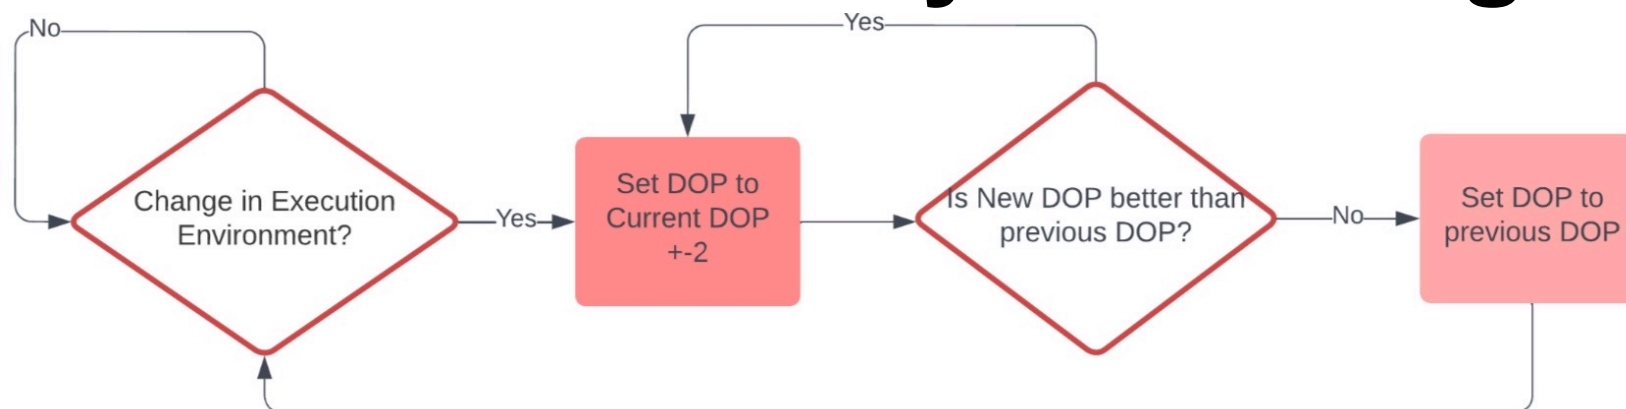 No
Yes
Change in Execution
Environment?
Yes
Set DOP to
Current DOP
+-2
Is New DOP better than
previous DOP?
No
Set DOP to
previous DOP